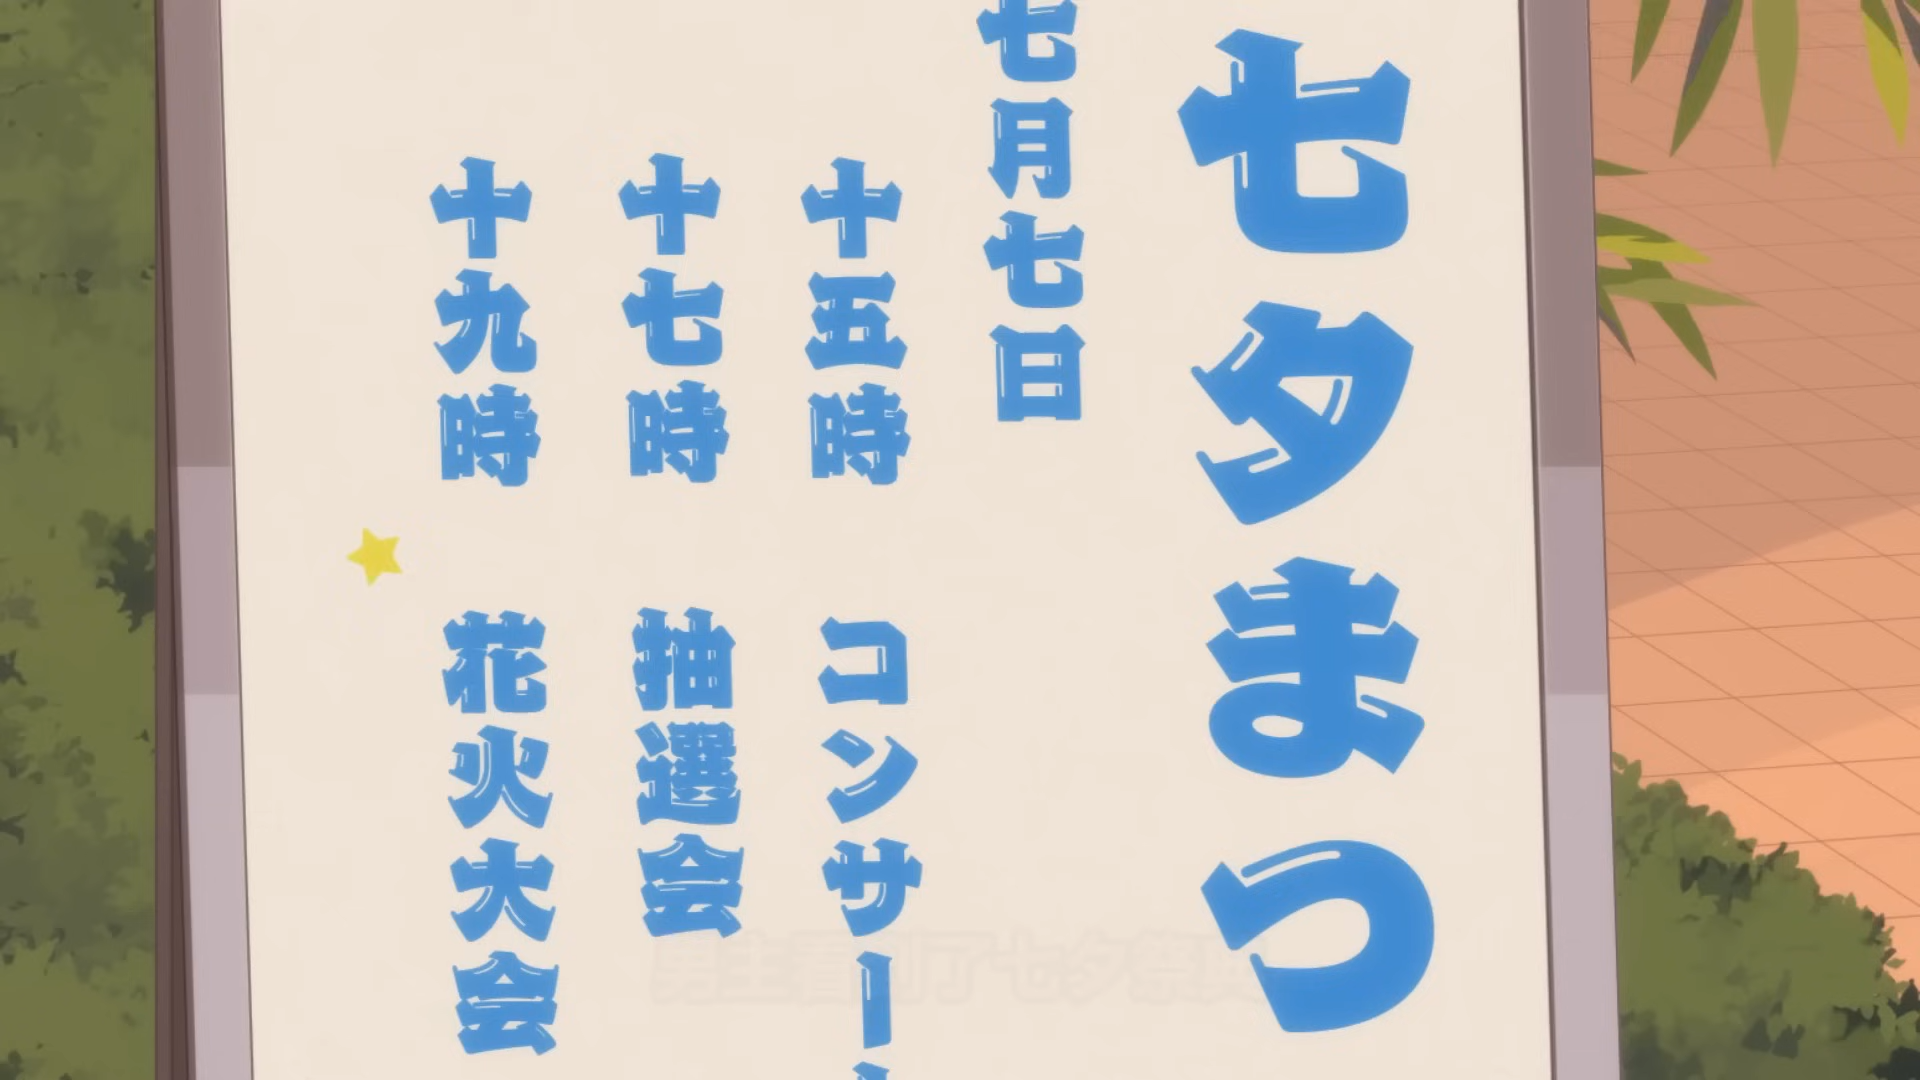 七夕まつ
七月七日
十五時 コンサー
十七時 抽選会
十九時 花火大会